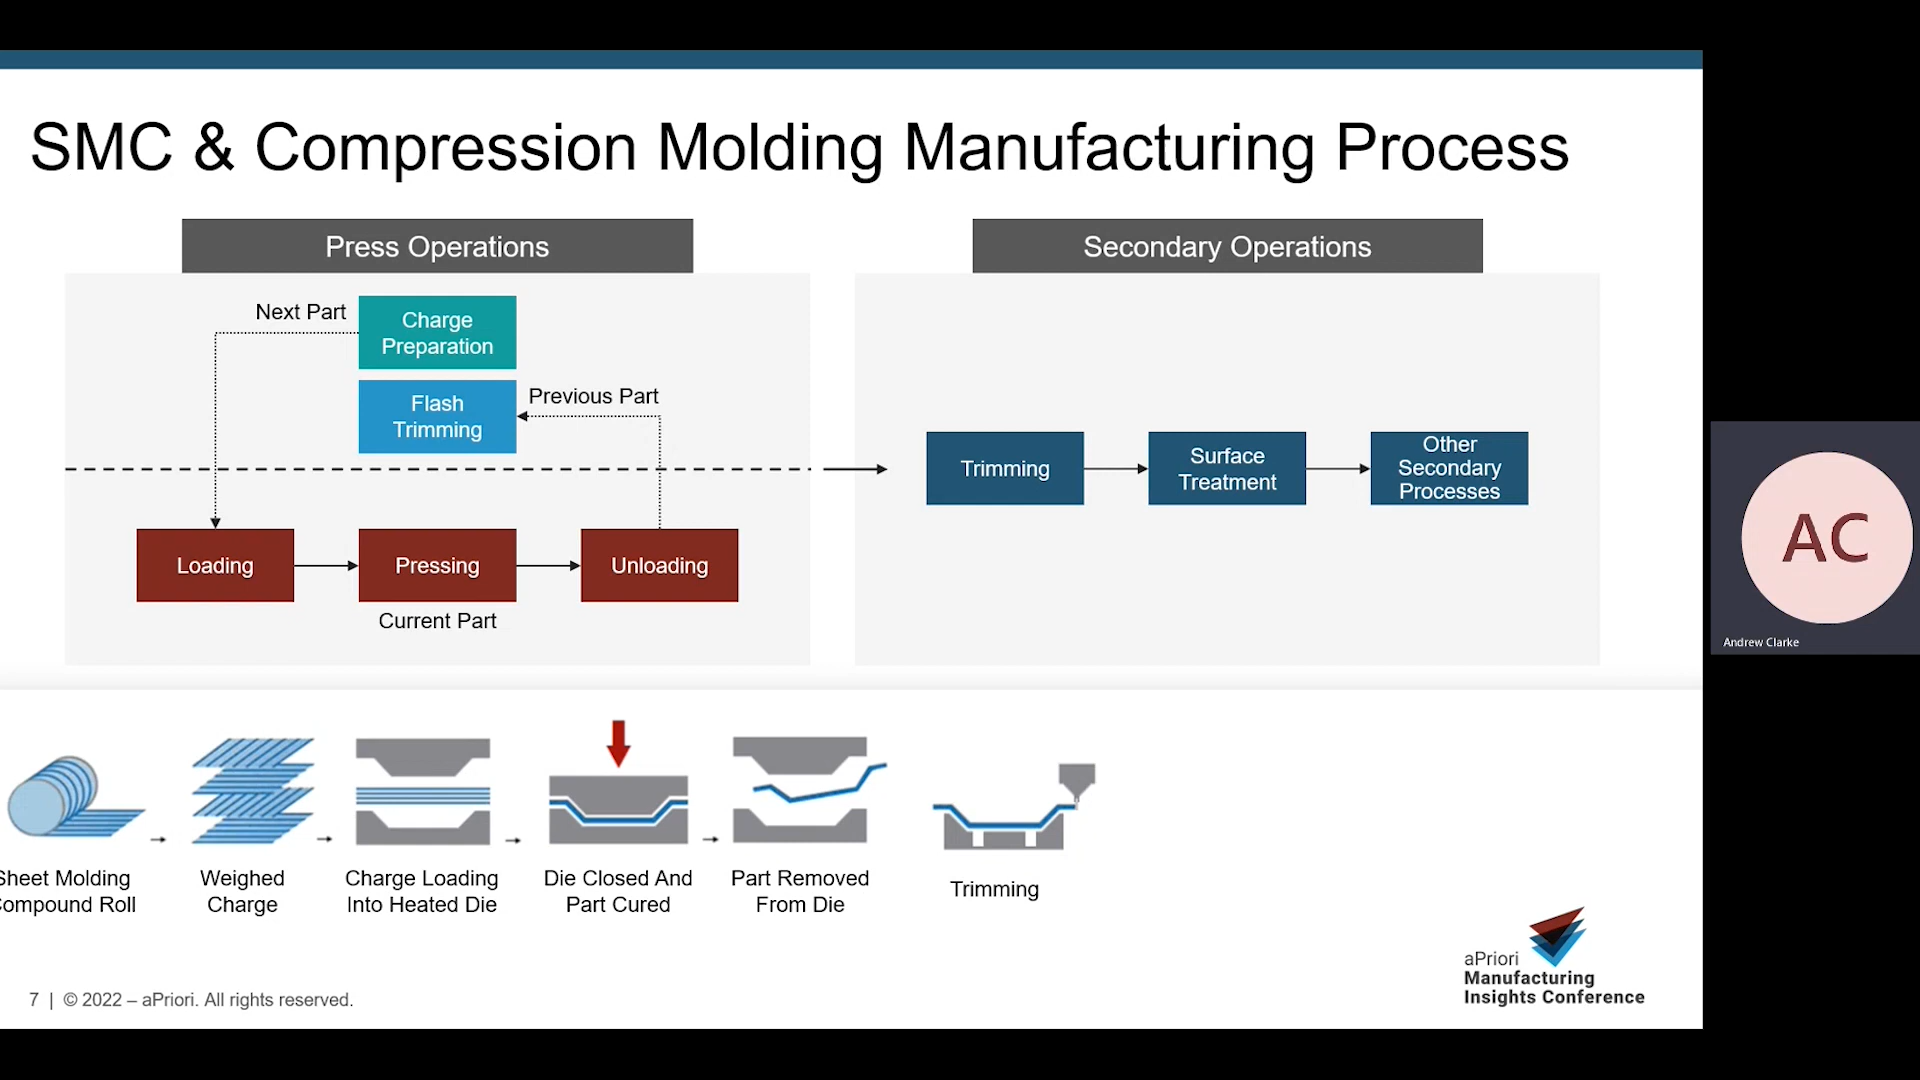 SMC & Compression Molding Manufacturing Process
Press Operations
Secondary Operations
Next Part
Charge
Preparation
Flash
Trimming
Previous Part
Loading
Pressing
Unloading
Current Part
Trimming
Surface
Treatment
Other
Secondary
Processes
AC
Andrew Clarke
Sheet Molding
Compound Roll
Weighed
Charge
Charge Loading
Into Heated Die
Die Closed And
Part Cured
Part Removed
From Die
Trimming
aPriori
Manufacturing
Insights Conference
7 | © 2022 – aPriori. All rights reserved.